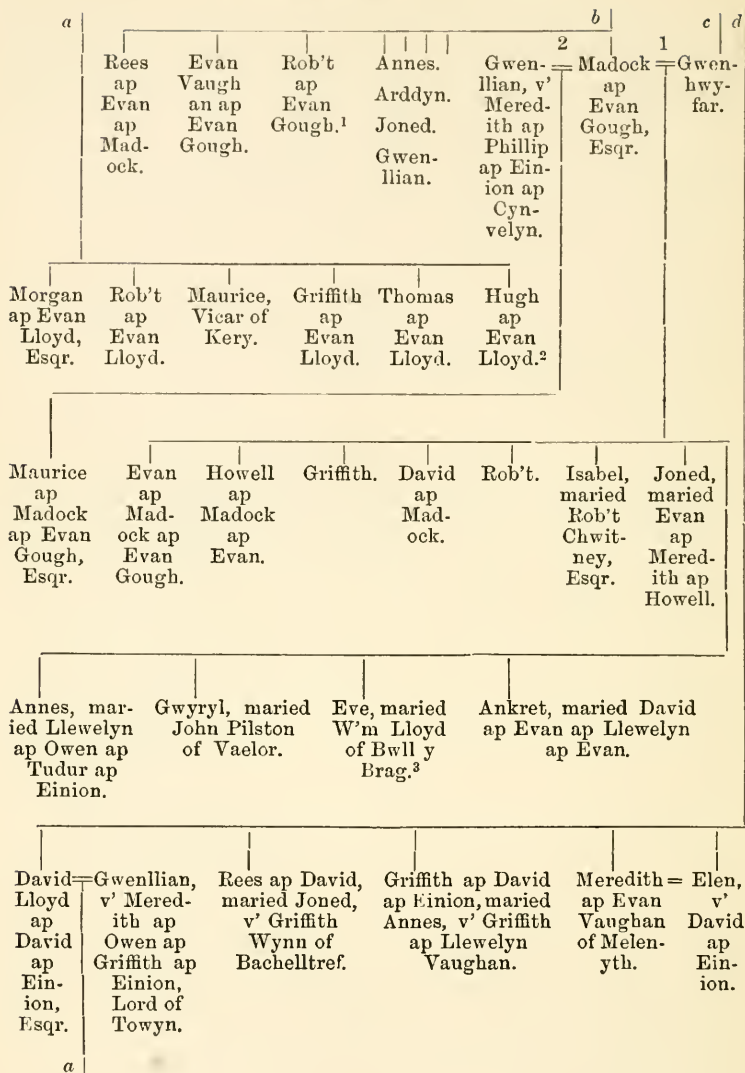 a b c d
2 1
Rees
ap
Evan
ap
Mad-
ock.
Evan
Vaugh
an ap
Evan
Gough.
Rob't
ap
Evan
Gough.¹
Annes.
Arddyn.
Joned.
Gwen-
llian.
Gwen-
llian, v'
Mered-
ith ap
Phillip
ap Ein-
ion ap
Cyn-
velyn.
Madock
ap
Evan
Gough,
Esqr.
Gwen-
hwy-
far.
Morgan
ap Evan
Lloyd,
Esqr.
Rob't
ap
Evan
Lloyd.
Maurice,
Vicar of
Kery.
Griffith
ap
Evan
Lloyd.
Thomas
ap
Evan
Lloyd.
Hugh
ap
Evan
Lloyd.²
Maurice
ap
Madock
ap Evan
Gough,
Esqr.
Evan
ap
Mad-
ock ap
Evan
Gough.
Howell
ap
Madock
ap
Evan.
Griffith.
David
ap
Mad-
ock.
Rob't.
Isabel,
maried
Rob't
Chwit-
ney,
Esqr.
Joned,
maried
Evan
ap
Mered-
ith ap
Howell.
Annes, mar-
ied Llewelyn
ap Owen ap
Tudur ap
Einion.
Gwyryl, maried
John Pilston
of Vaelor.
Eve, maried
W'm Lloyd
of Bwll y
Brag.³
Ankret, maried David
ap Evan ap Llewelyn
ap Evan.
David
Lloyd
ap
David
ap
Ein-
ion,
Esqr.
Gwenllian,
v' Mered-
ith ap
Owen ap
Griffith ap
Einion,
Lord of
Towyn.
Rees ap David,
maried Joned,
v' Griffith
Wynn of
Bachelltref.
Griffith ap David
ap Einion, maried
Annes, v' Griffith
ap Llewelyn
Vaughan.
Meredith
ap Evan
Vaughan
of Melen-
yth.
Elen,
v'
David
ap
Ein-
ion.
a